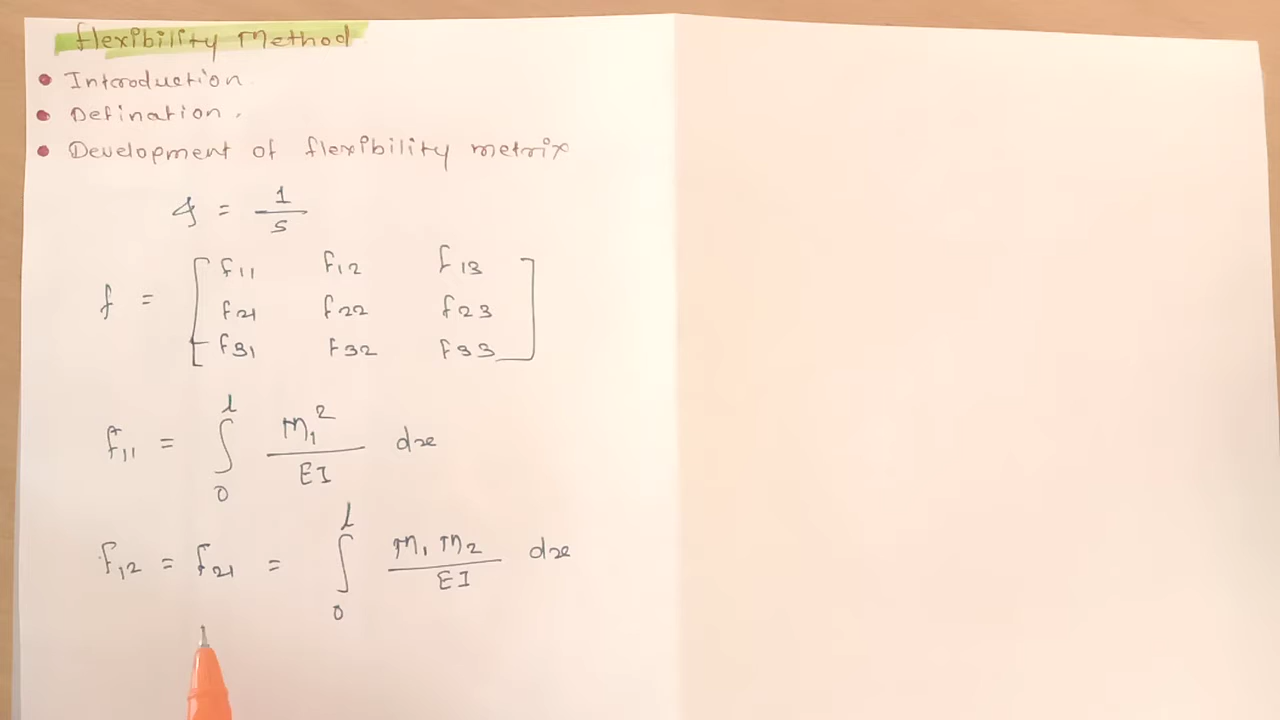 flexibility Method
Introduction
Defination.
Development of flexibility metrix
f = 1/s
f = [ f11 f12 f13
f21 f22 f23
f31 f32 f33 ]
f11 = ∫₀ˡ m₁²/EI dx
f12 = f21 = ∫₀ˡ m₁ m₂/EI dx